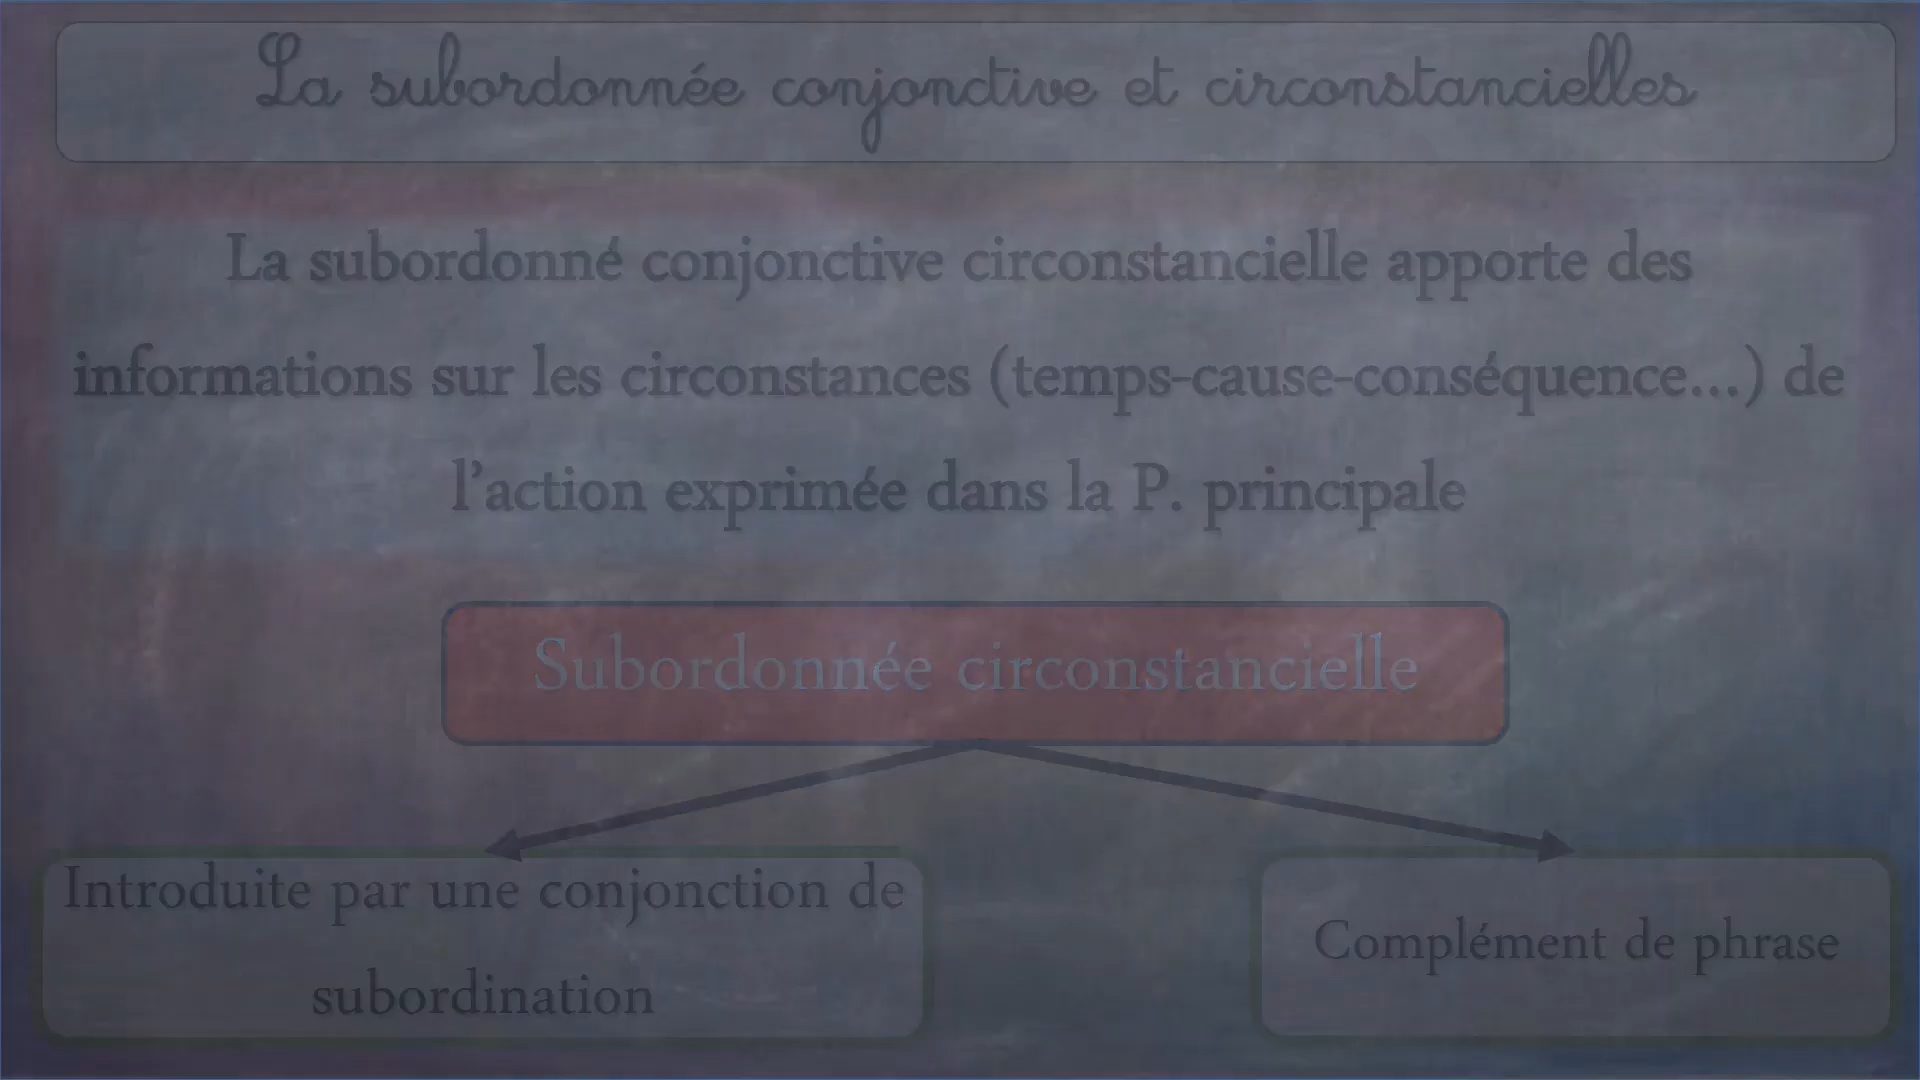 La subordonnée conjonctive et circonstancielles
La subordonné conjonctive circonstancielle apporte des
informations sur les circonstances (temps-cause-conséquence...) de
l'action exprimée dans la P. principale
Subordonnée circonstancielle
Introduite par une conjonction de
subordination
Complément de phrase